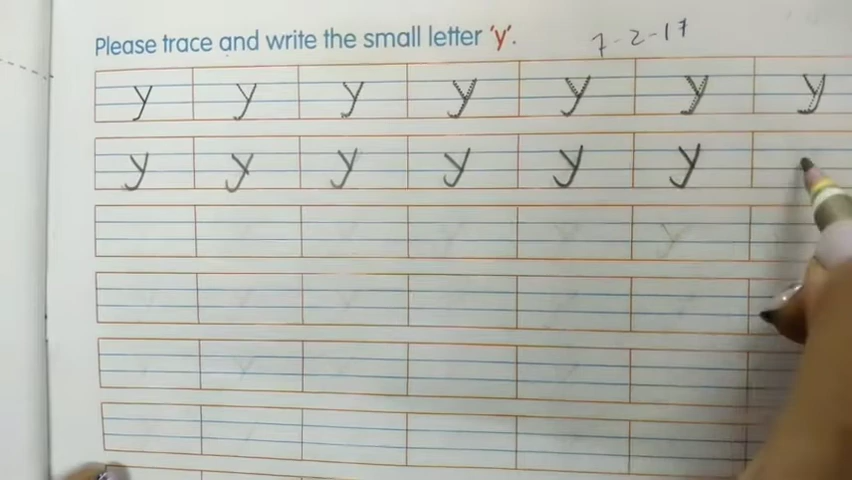 Please trace and write the small letter 'y'.
7-2-17
y y y y y y y
y y y y y y